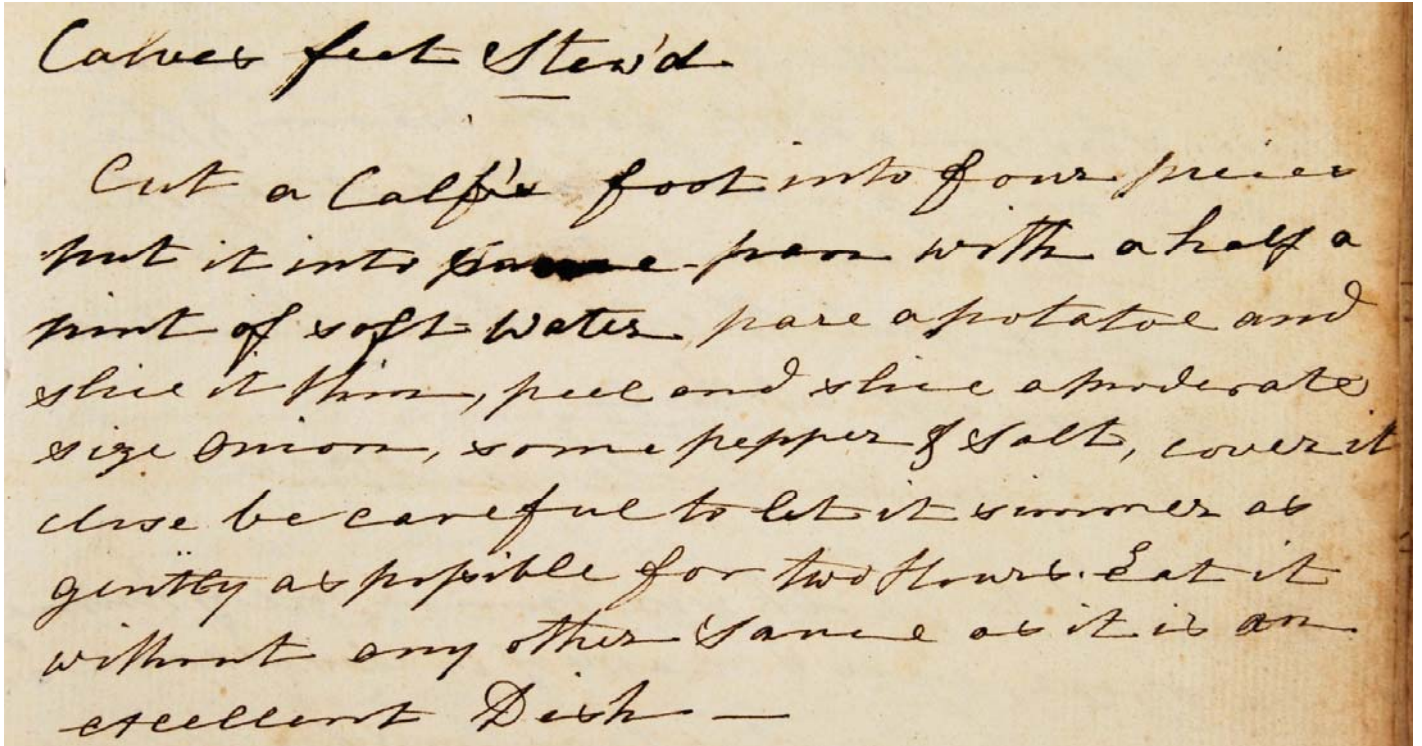 Calves feet Stew'd
Cut a Calf's foot into four pieces
put it into sauce-pan with a half a
pint of soft Water pare a potatoe and
slice it thin, peel and slice a moderate
size Onion, some pepper & Salt, cover it
close be careful to let it simmer as
gently as possible for two Hours. Eat it
without any other Sauce as it is an
excellent Dish —